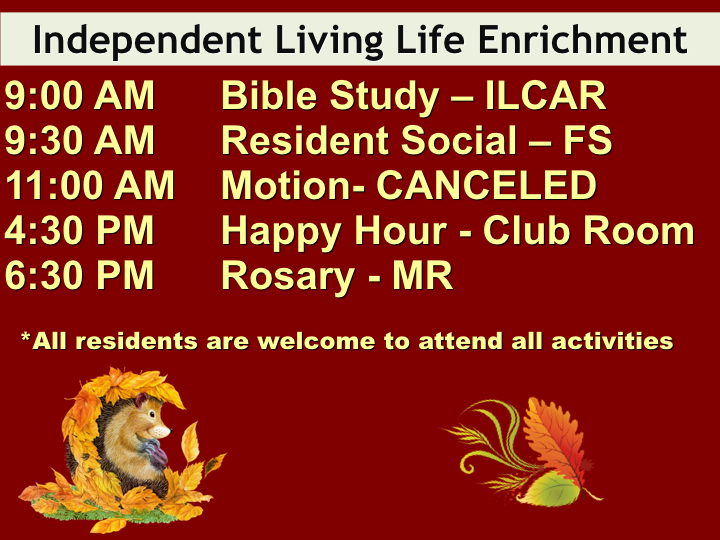 Independent Living Life Enrichment
9:00 AM Bible Study – ILCAR
9:30 AM Resident Social – FS
11:00 AM Motion- CANCELED
4:30 PM Happy Hour - Club Room
6:30 PM Rosary - MR
*All residents are welcome to attend all activities